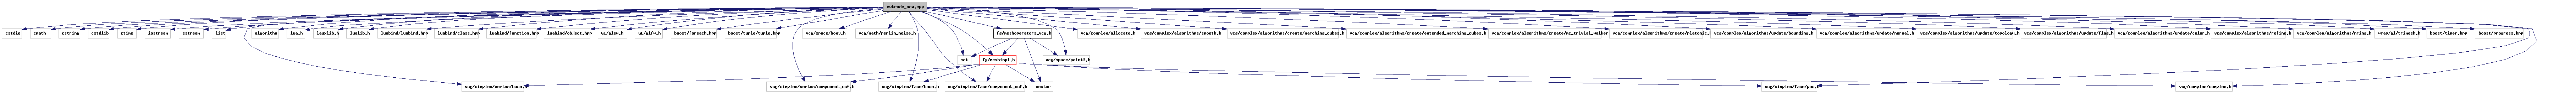 extrude_new.cpp
cstdio
cmath
cstring
cstdlib
ctime
iostream
sstream
list
algorithm
lua.h
lauxlib.h
lualib.h
luabind/luabind.hpp
luabind/class.hpp
luabind/function.hpp
luabind/object.hpp
GL/glew.h
GL/glfw.h
boost/foreach.hpp
boost/tuple/tuple.hpp
vcg/space/box3.h
vcg/math/perlin_noise.h
fg/meshoperators_vcg.h
vcg/complex/allocate.h
vcg/complex/algorithms/smooth.h
vcg/complex/algorithms/create/marching_cubes.h
vcg/complex/algorithms/create/extended_marching_cubes.h
vcg/complex/algorithms/create/mc_trivial_walker.h
vcg/complex/algorithms/create/platonic.h
vcg/complex/algorithms/update/bounding.h
vcg/complex/algorithms/update/normal.h
vcg/complex/algorithms/update/topology.h
vcg/complex/algorithms/update/flag.h
vcg/complex/algorithms/update/color.h
vcg/complex/algorithms/refine.h
vcg/complex/algorithms/nring.h
wrap/gl/trimesh.h
boost/timer.hpp
boost/progress.hpp
set
fg/meshimpl.h
vcg/space/point3.h
vcg/simplex/vertex/base.h
vcg/simplex/vertex/component_ocf.h
vcg/simplex/face/base.h
vcg/simplex/face/component_ocf.h
vector
vcg/simplex/face/pos.h
vcg/complex/complex.h